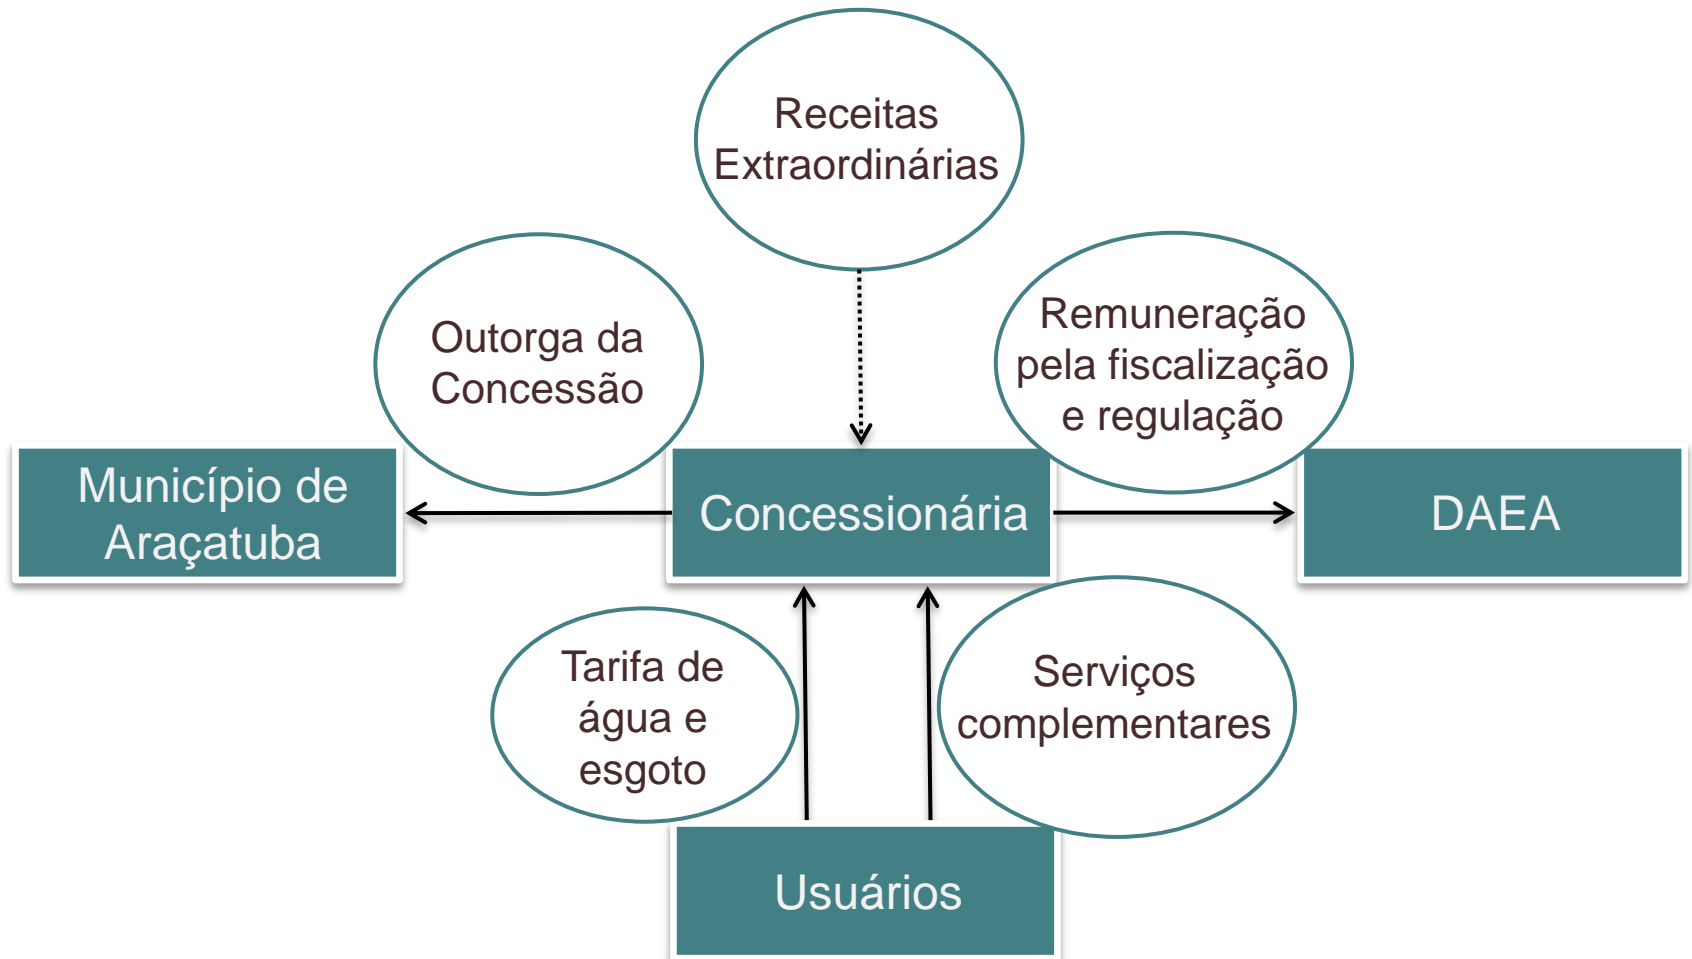 Receitas
Extraordinárias
Outorga da
Concessão
Remuneração
pela fiscalização
e regulação
Município de
Araçatuba
Concessionária
DAEA
Tarifa de
água e
esgoto
Serviços
complementares
Usuários